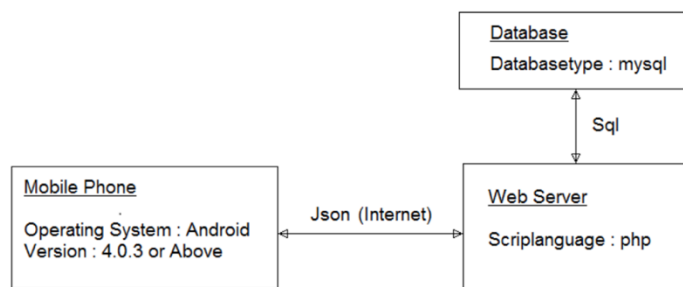 Database
Databasetype : mysql
Sql
Mobile Phone
Operating System : Android
Version : 4.0.3 or Above
Json (Internet)
Web Server
Scriplanguage : php